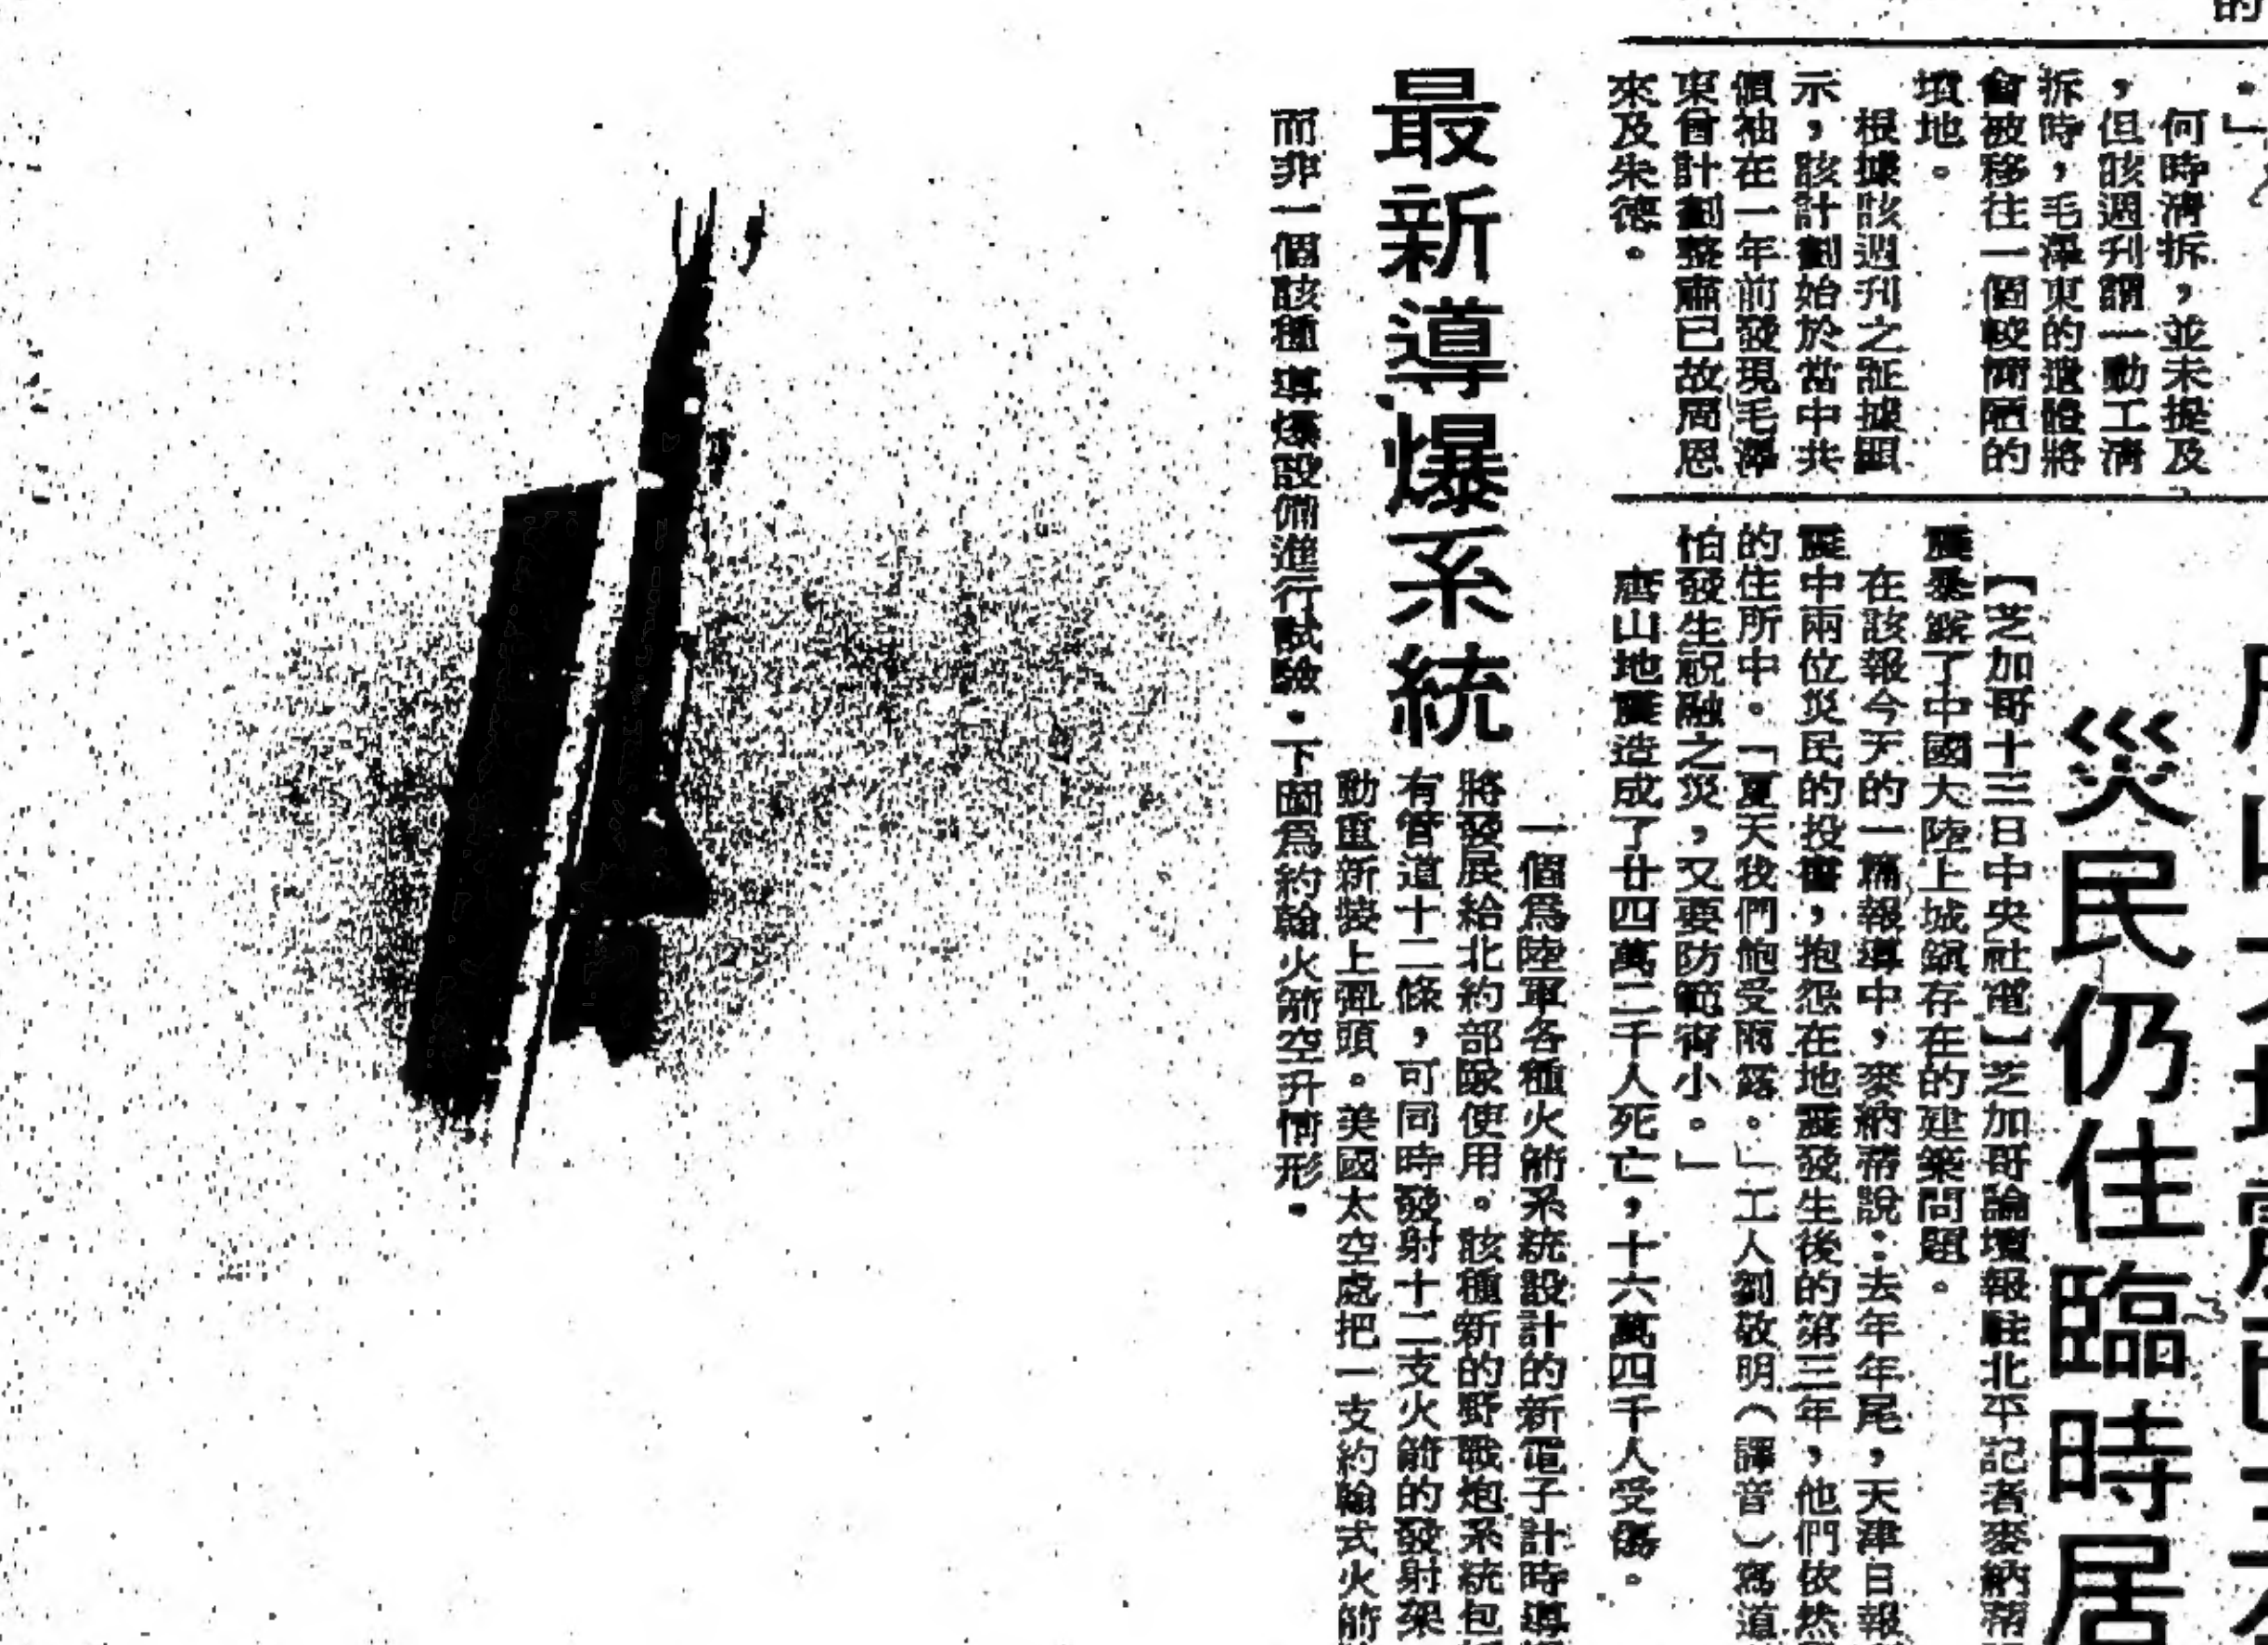 的
。」
何時清拆，並未提及
，但該週刊謂一動工清
拆時，毛澤東的遺體將
會被移往一個較簡陋的
墳地。
根據該週刊之証據顯
示，該計劃始於當中共
領袖在一年前發現毛澤
東曾計劃整肅已故周恩
來及朱德。
災民仍住臨時居
【芝加哥十三日中央社電】芝加哥論壇報駐北平記者麥納蒂
震暴露了中國大陸上城鎮存在的建築問題。
在該報今天的一篇報導中，麥納蒂說：去年年尾，天津日報
震中兩位災民的投書，抱怨在地震發生後的第三年，他們依然
的住所中。「夏天我們飽受雨露。」工人劉敬明（譯音）寫道
怕發生祝融之災，又要防範宵小。」
唐山地震造成了廿四萬二千人死亡，十六萬四千人受傷。
最新導爆系統
一個為陸軍各種火箭系統設計的新電子計時導
將發展給北約部隊使用。該種新的野戰炮系統包
有管道十二條，可同時發射十二支火箭的發射架
動重新裝上彈頭。美國太空處把一支約翰式火箭
而非一個該種導爆設備進行試驗。下圖為約翰火箭空升情形。